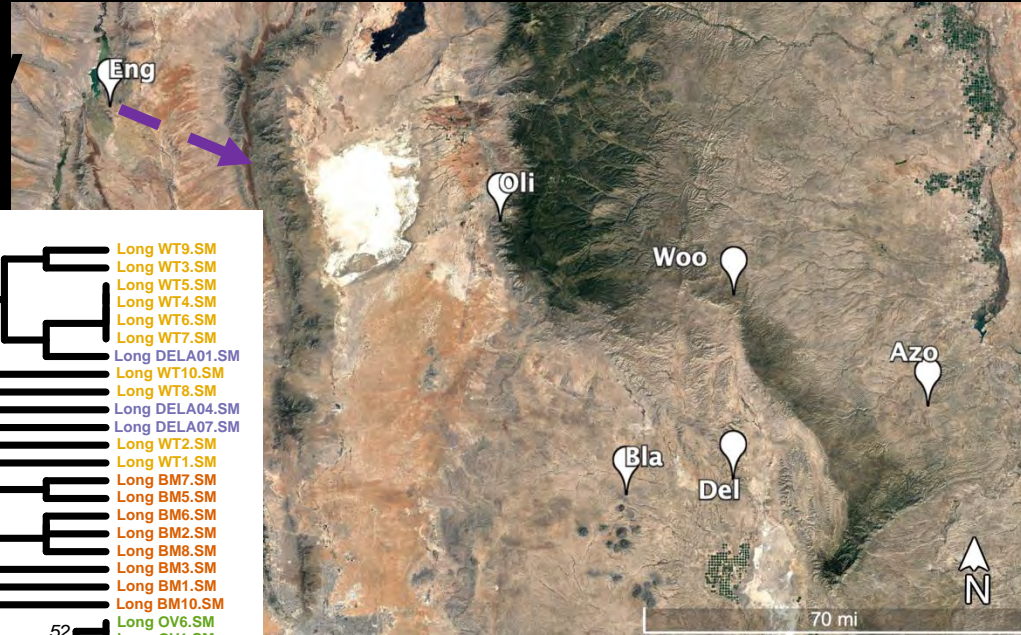 Eng
Oli
Woo
Azo
Bla
Del
N
70 mi
Long WT9.SM
Long WT3.SM
Long WT5.SM
Long WT4.SM
Long WT6.SM
Long WT7.SM
Long DELA01.SM
Long WT10.SM
Long WT8.SM
Long DELA04.SM
Long DELA07.SM
Long WT2.SM
Long WT1.SM
Long BM7.SM
Long BM5.SM
Long BM6.SM
Long BM2.SM
Long BM8.SM
Long BM3.SM
Long BM1.SM
Long BM10.SM
52
Long OV6.SM